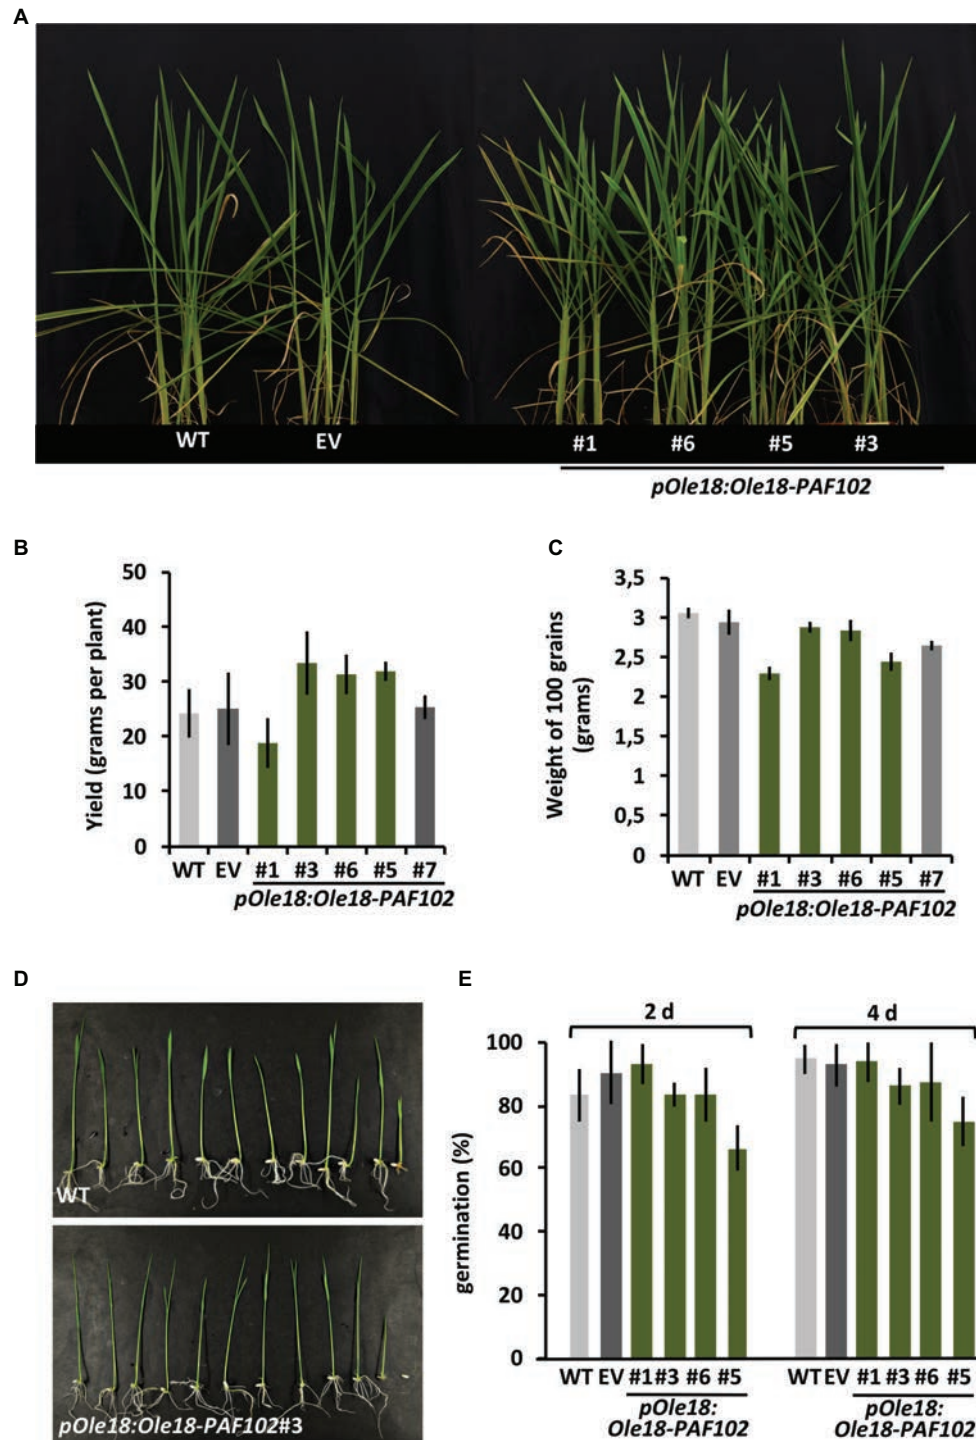 A
WT EV #1 #6 #5 #3
pOle18:Ole18-PAF102
B
Yield (grams per plant)
50
40
30
20
10
0
WT EV #1 #3 #6 #5 #7
pOle18:Ole18-PAF102
C
Weight of 100 grains
(grams)
3,5
3
2,5
2
1,5
1
0,5
0
WT EV #1 #3 #6 #5 #7
pOle18:Ole18-PAF102
D
WT
pOle18:Ole18-PAF102#3
E
2 d 4 d
germination (%)
100
80
60
40
20
0
WT EV #1 #3 #6 #5 WT EV #1 #3 #6 #5
pOle18: pOle18:
Ole18-PAF102 Ole18-PAF102